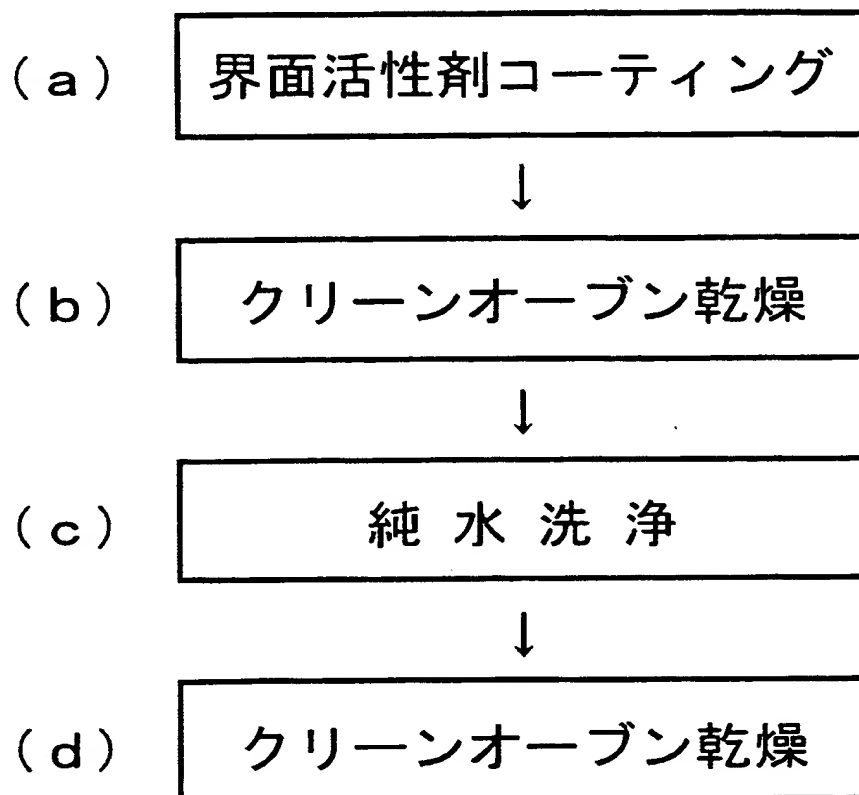 (a) 界面活性剤コーティング
↓
(b) クリーンオーブン乾燥
↓
(c) 純水洗浄
↓
(d) クリーンオーブン乾燥